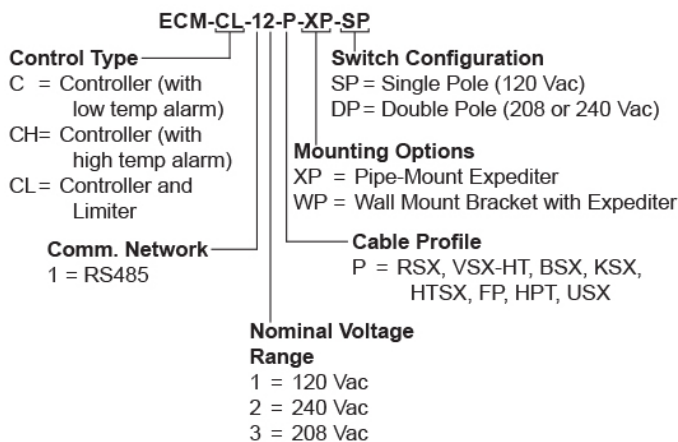 ECM-CL-12-P-XP-SP
Control Type
C = Controller (with
low temp alarm)
CH= Controller (with
high temp alarm)
CL= Controller and
Limiter
Comm. Network
1 = RS485
Nominal Voltage
Range
1 = 120 Vac
2 = 240 Vac
3 = 208 Vac
Cable Profile
P = RSX, VSX-HT, BSX, KSX,
HTSX, FP, HPT, USX
Mounting Options
XP = Pipe-Mount Expediter
WP = Wall Mount Bracket with Expediter
Switch Configuration
SP = Single Pole (120 Vac)
DP = Double Pole (208 or 240 Vac)